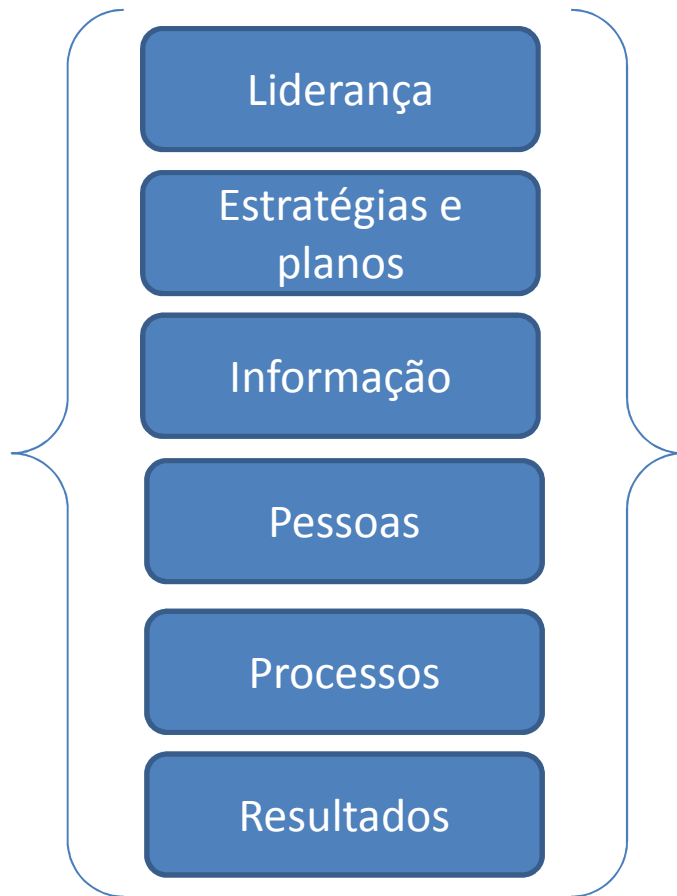 Liderança
Estratégias e
planos
Informação
Pessoas
Processos
Resultados